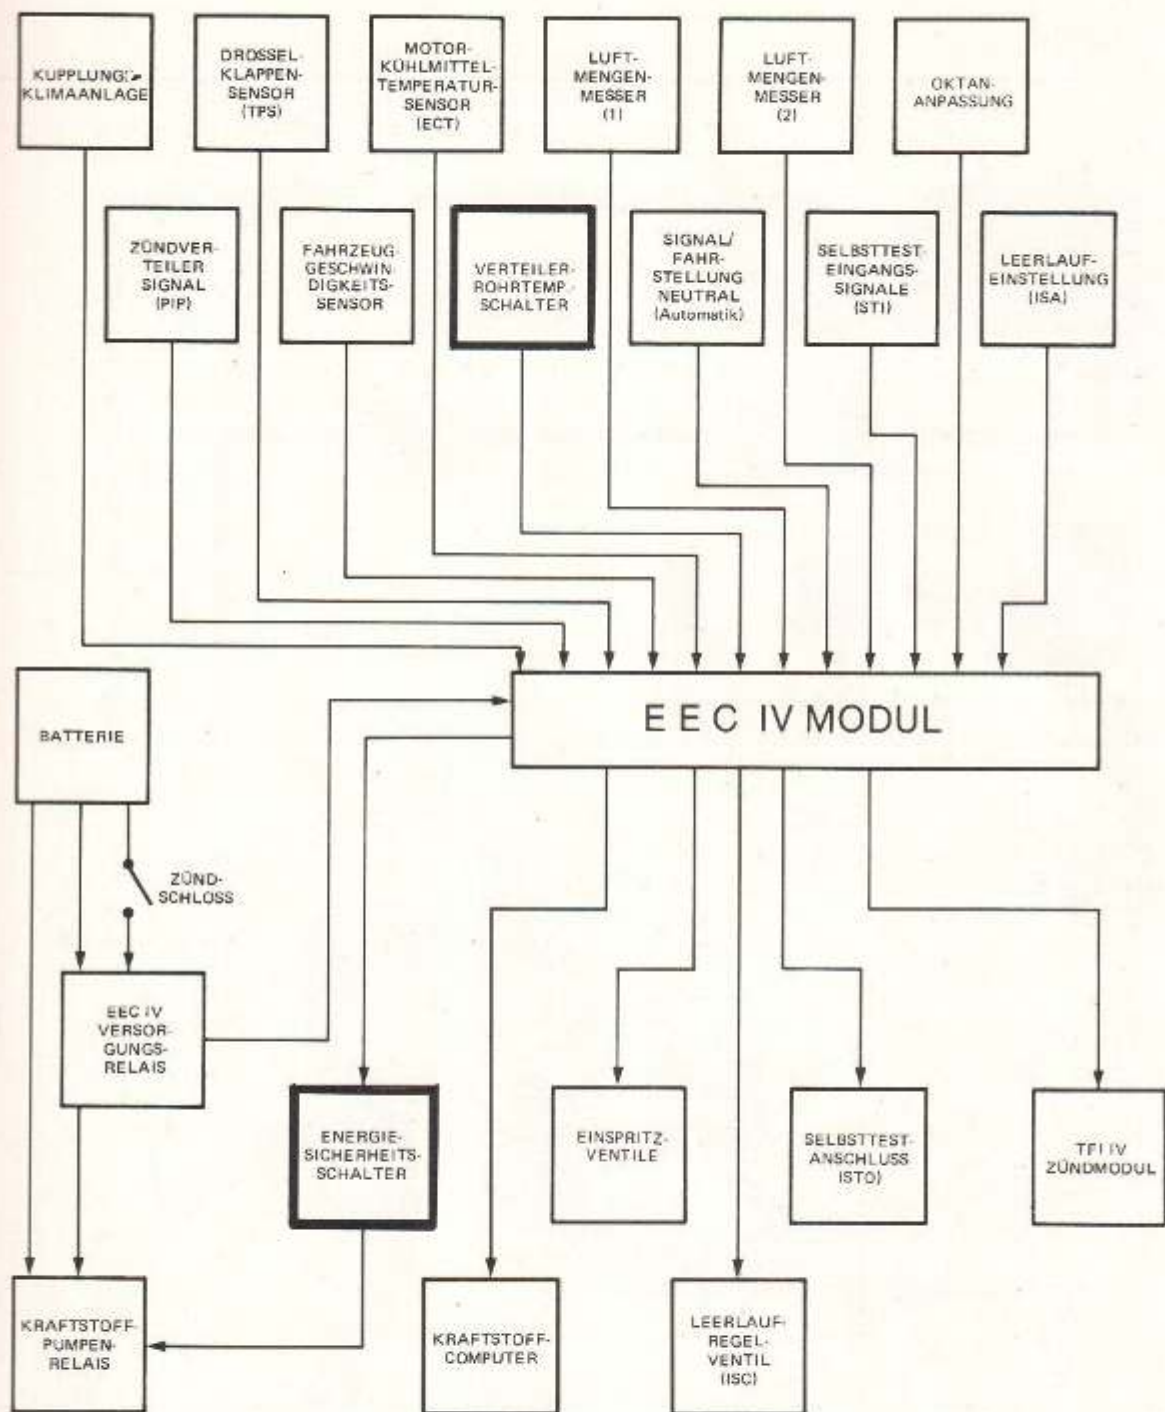 KUPPLUNGS-
KLIMAANLAGE
DROSSEL-
KLAPPEN-
SENSOR
(TPS)
MOTOR-
KÜHLMITTEL-
TEMPERATUR-
SENSOR
(ECT)
LUFT-
MENGEN-
MESSER
(1)
LUFT-
MENGEN-
MESSER
(2)
OKTAN-
ANPASSUNG
ZÜNDVER-
TEILER
SIGNAL
(PIP)
FAHRZEUG
GESCHWIN
DIGKEITS-
SENSOR
VERTEILER-
ROHRTEMP.-
SCHALTER
SIGNAL/
FAHR-
STELLUNG
NEUTRAL
(Automatik)
SELBSTTEST-
EINGANGS-
SIGNALE
(STI)
LEERLAUF-
EINSTELLUNG
(ISA)
BATTERIE
EEC IV MODUL
ZÜND-
SCHLOSS
EEC IV
VERSOR-
GUNGS-
RELAIS
ENERGIE-
SICHERHEITS-
SCHALTER
EINSPRITZ-
VENTILE
SELBSTTEST-
ANSCHLUSS
(STO)
TFI IV
ZÜNDMODUL
KRAFTSTOFF-
PUMPEN-
RELAIS
KRAFTSTOFF-
COMPUTER
LEERLAUF-
REGEL-
VENTIL
(ISC)